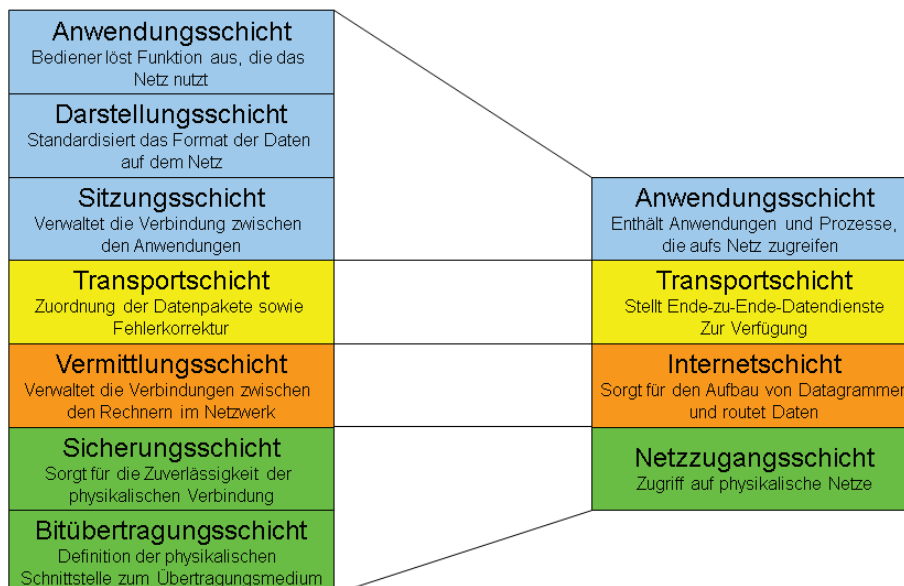 Anwendungsschicht
Bediener löst Funktion aus, die das
Netz nutzt
Darstellungsschicht
Standardisiert das Format der Daten
auf dem Netz
Sitzungsschicht
Verwaltet die Verbindung zwischen
den Anwendungen
Transportschicht
Zuordnung der Datenpakete sowie
Fehlerkorrektur
Vermittlungsschicht
Verwaltet die Verbindungen zwischen
den Rechnern im Netzwerk
Sicherungsschicht
Sorgt für die Zuverlässigkeit der
physikalischen Verbindung
Bitübertragungsschicht
Definition der physikalischen
Schnittstelle zum Übertragungsmedium
Anwendungsschicht
Enthält Anwendungen und Prozesse,
die aufs Netz zugreifen
Transportschicht
Stellt Ende-zu-Ende-Datendienste
Zur Verfügung
Internetschicht
Sorgt für den Aufbau von Datagrammen
und routet Daten
Netzzugangsschicht
Zugriff auf physikalische Netze